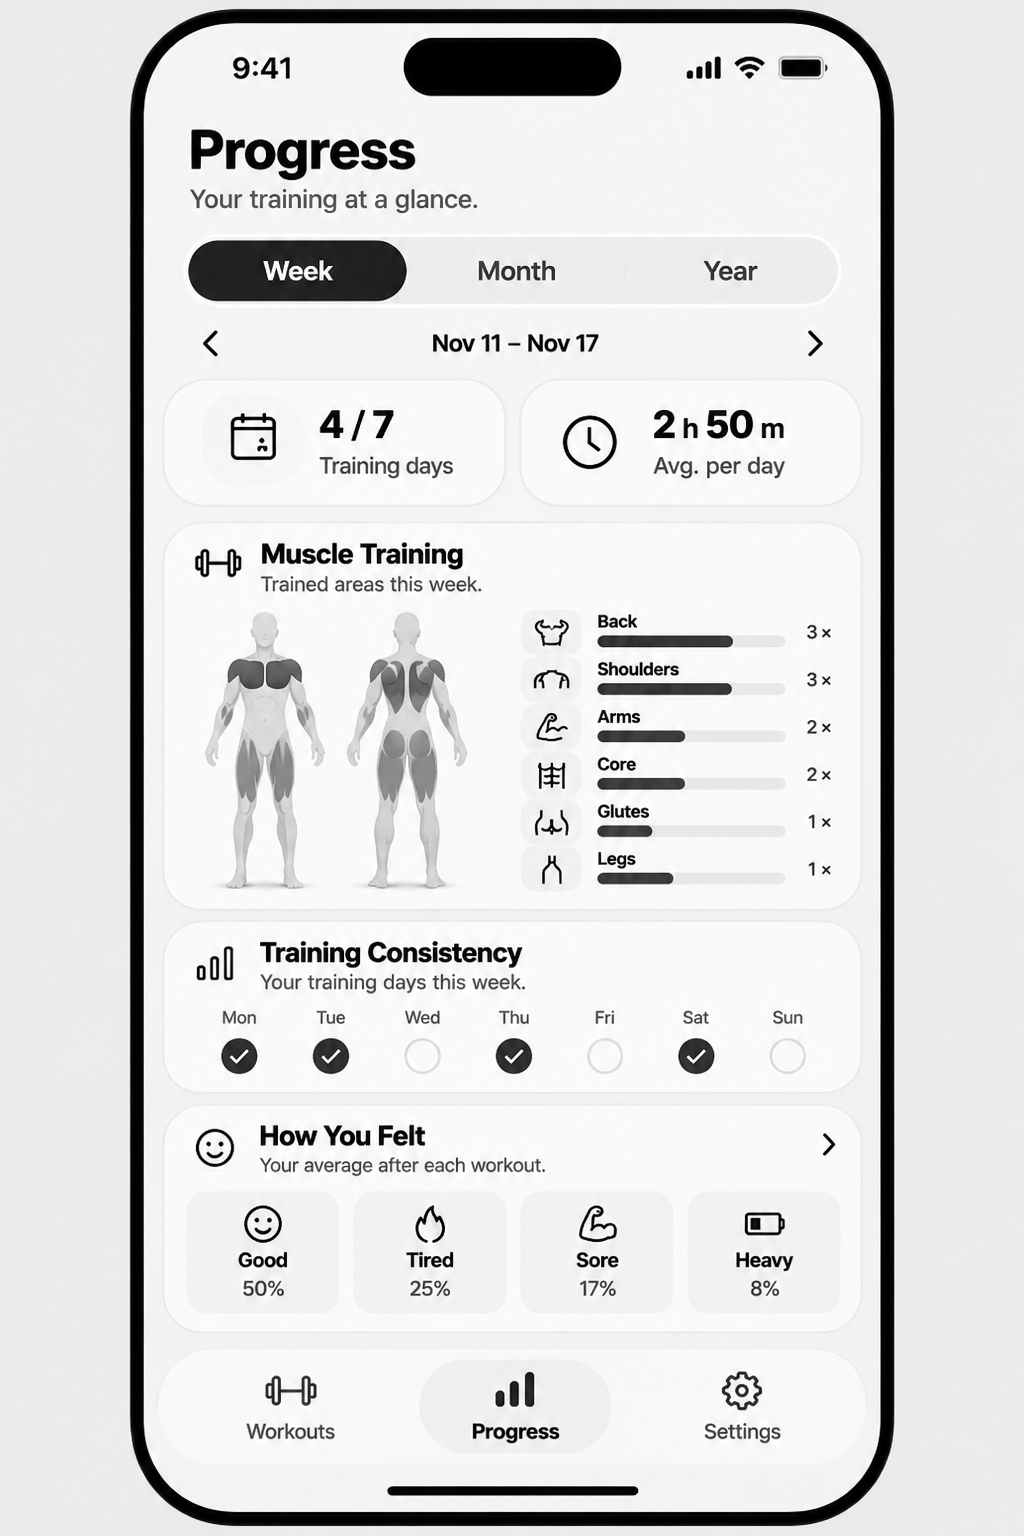 9:41
Progress
Your training at a glance.
Week Month Year
Nov 11 – Nov 17
4 / 7
Training days
2 h 50 m
Avg. per day
Muscle Training
Trained areas this week.
Back 3×
Shoulders 3×
Arms 2×
Core 2×
Glutes 1×
Legs 1×
Training Consistency
Your training days this week.
Mon Tue Wed Thu Fri Sat Sun
How You Felt
Your average after each workout.
Good Tired Sore Heavy
50% 25% 17% 8%
Workouts Progress Settings